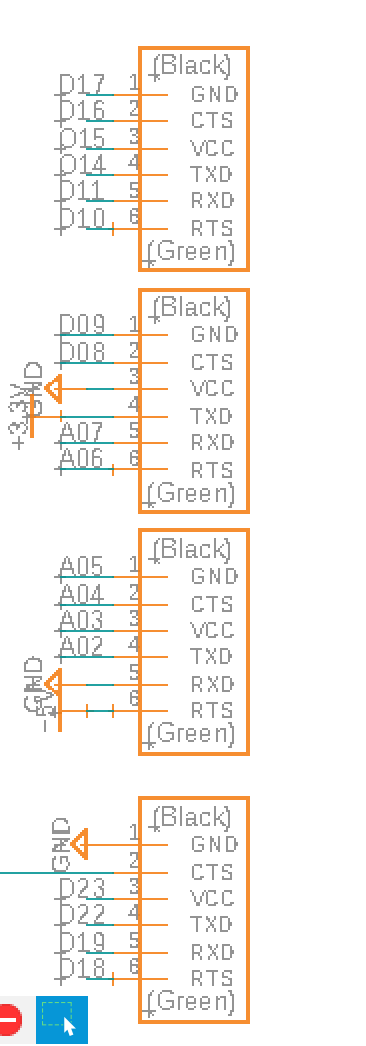 (Black)
D17 1 GND
D16 2 CTS
D15 3 VCC
D14 4 TXD
D11 5 RXD
D10 6 RTS
(Green)
(Black)
D09 1 GND
D08 2 CTS
GND 3 VCC
+3.3V 4 TXD
A07 5 RXD
A06 6 RTS
(Green)
(Black)
A05 1 GND
A04 2 CTS
A03 3 VCC
A02 4 TXD
GND 5 RXD
6 RTS
(Green)
(Black)
GND 1 GND
2 CTS
D23 3 VCC
D22 4 TXD
D19 5 RXD
D18 6 RTS
(Green)